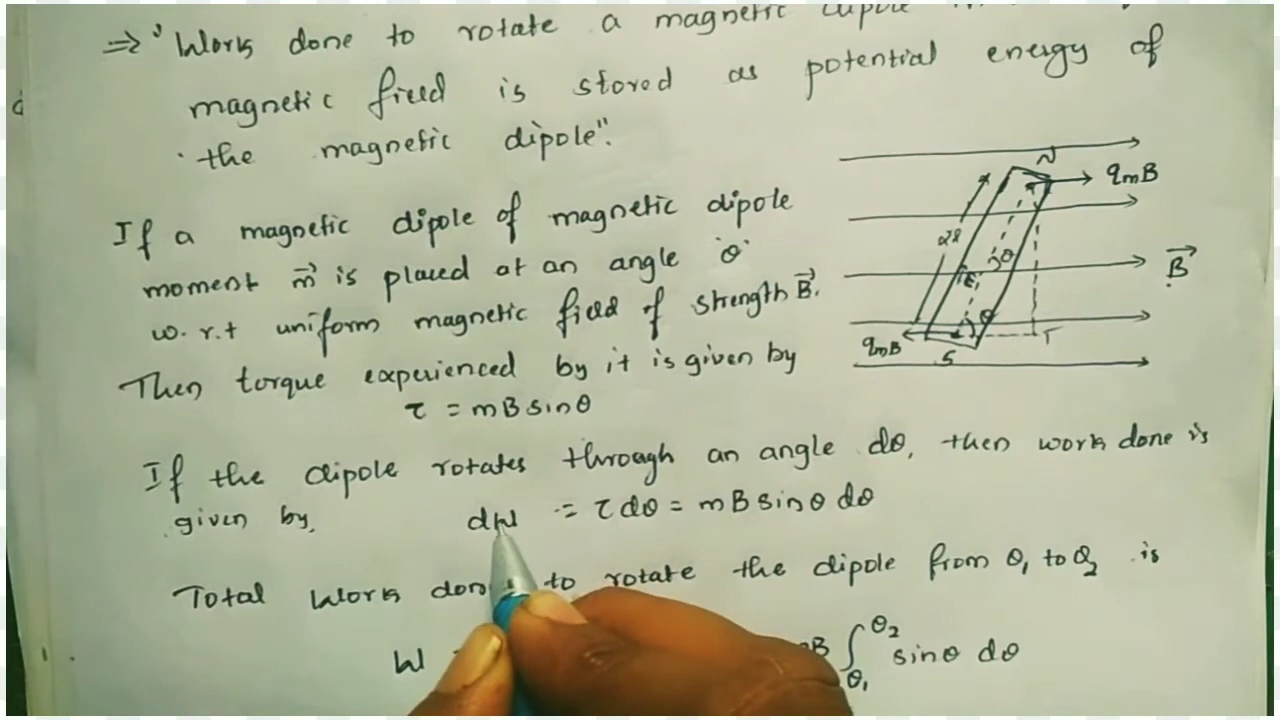 ⇒ "Work done to rotate a magnetic
magnetic field is stored as potential energy of
the magnetic dipole".
If a magnetic dipole of magnetic dipole
moment m⃗ is placed at an angle 'θ'
w.r.t uniform magnetic field of strength B⃗.
Then torque experienced by it is given by
τ = mB sinθ
N
qmB
2l
θ
B⃗
θ
qmB
S
T
If the dipole rotates through an angle dθ, then work done is
given by, dW = τdθ = mB sinθ dθ
Total work done to rotate the dipole from θ₁ to θ₂ is
W B ∫θ₁^θ₂ sinθ dθ